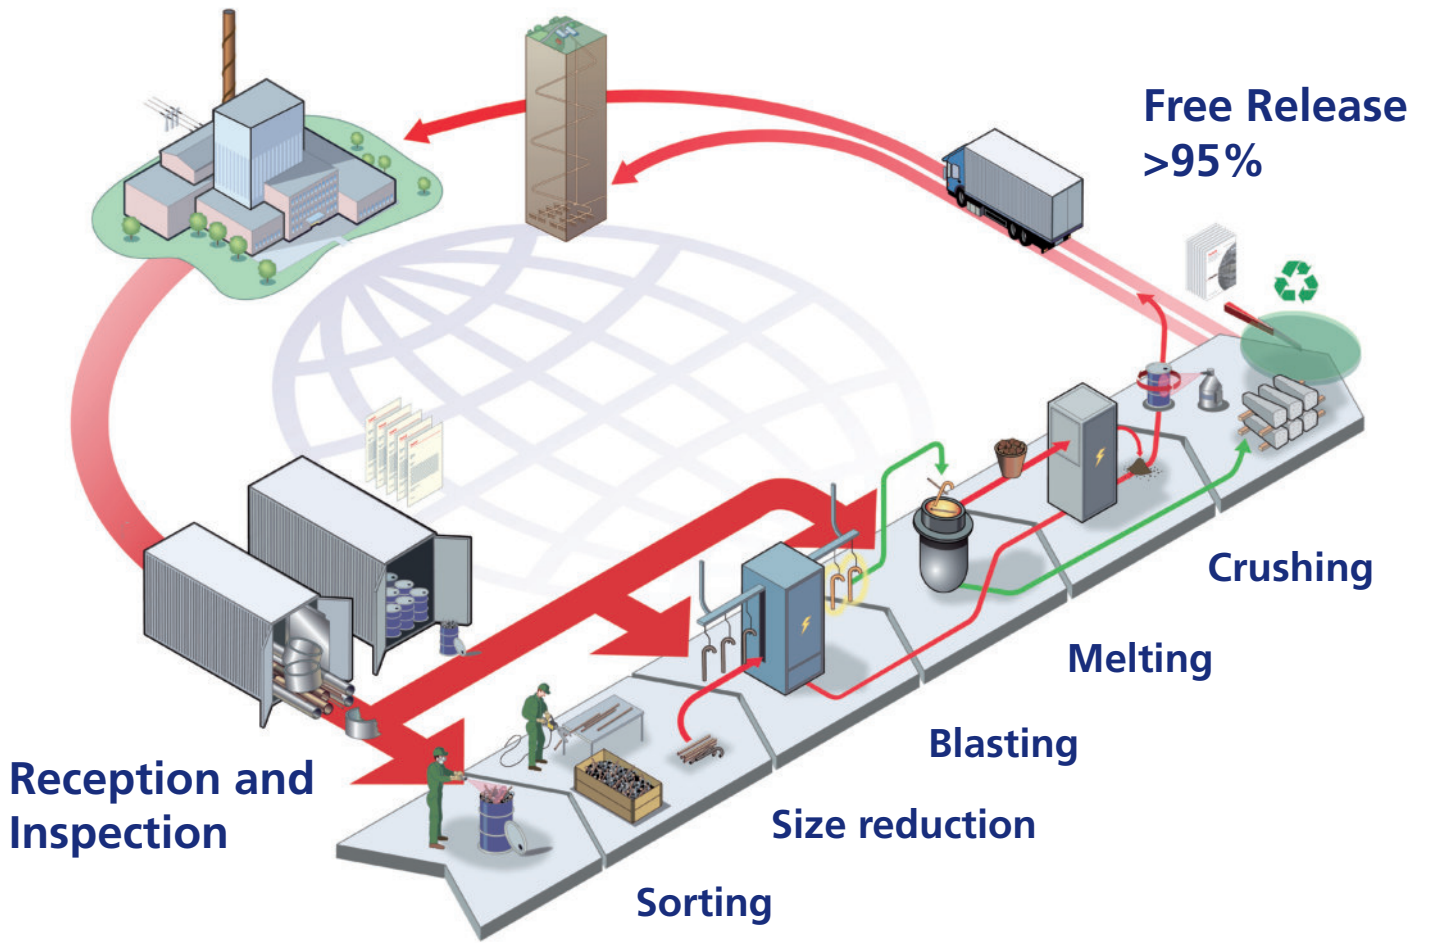 Free Release
>95%
Crushing
Melting
Blasting
Size reduction
Sorting
Reception and
Inspection